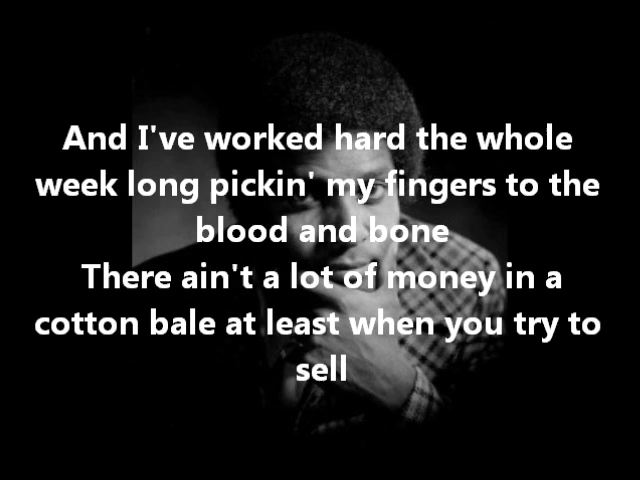 And I've worked hard the whole
week long pickin' my fingers to the
blood and bone
There ain't a lot of money in a
cotton bale at least when you try to
sell